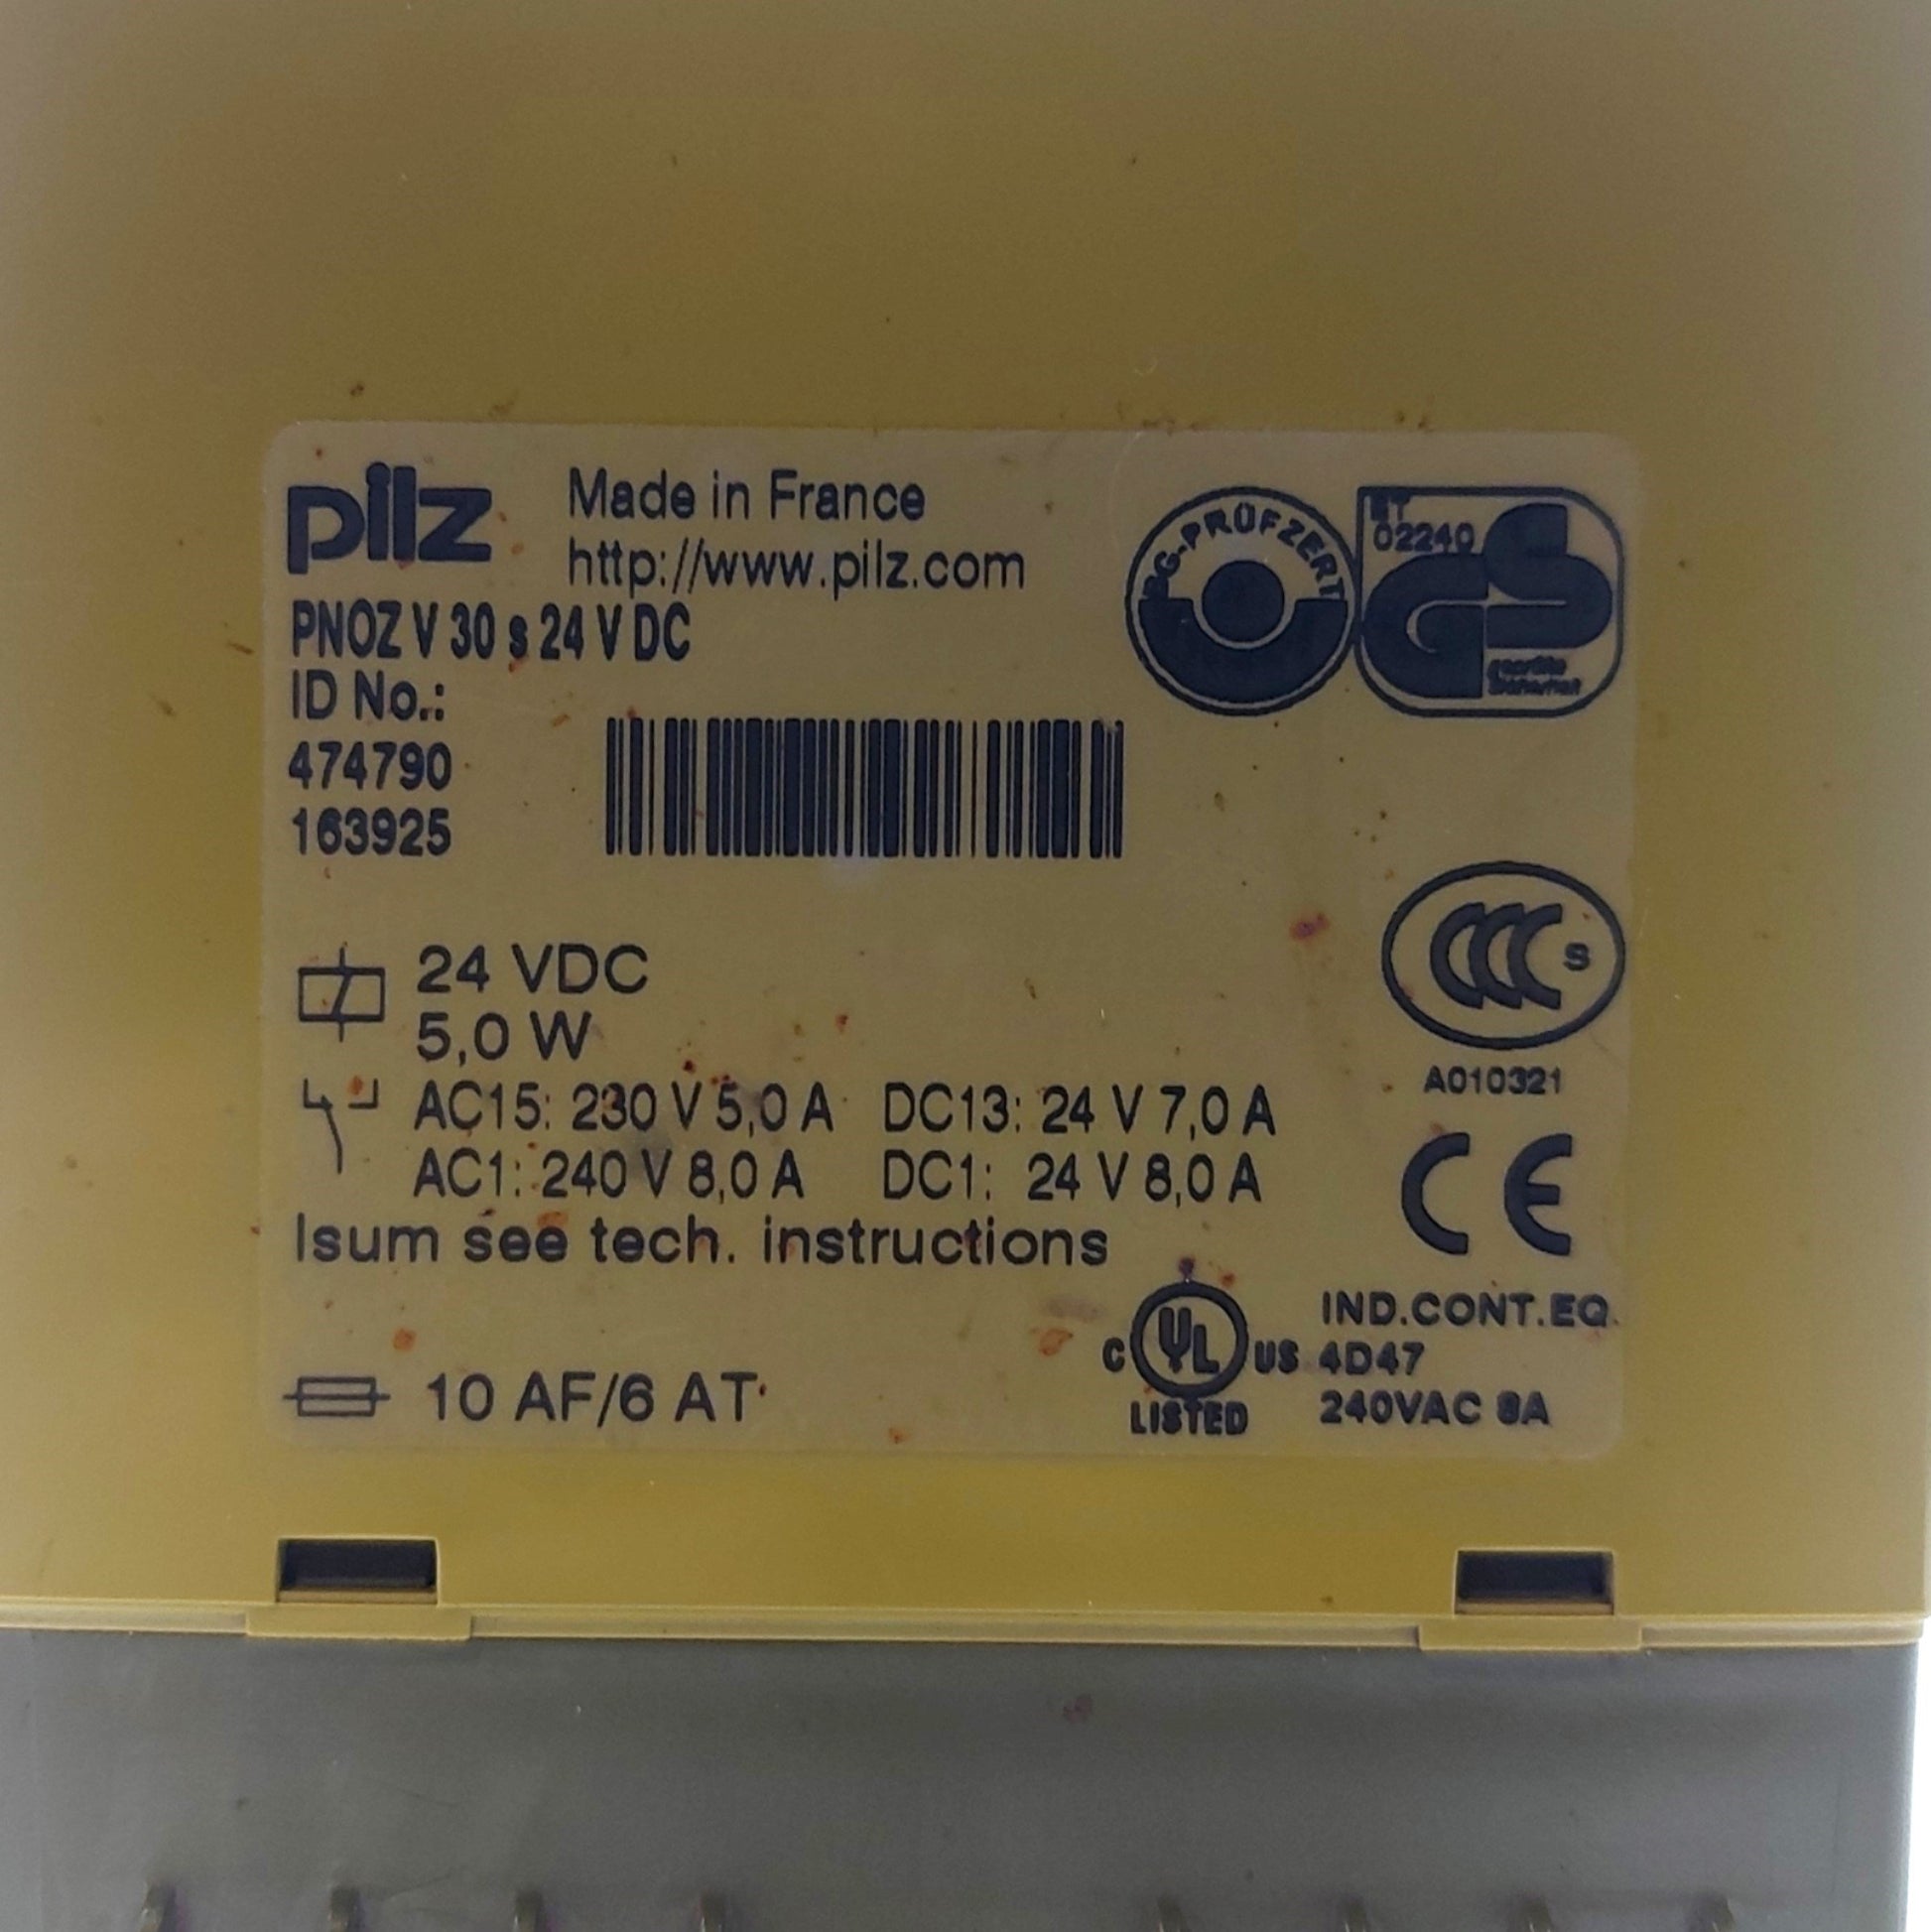 pilz
Made in France
http://www.pilz.com
PNOZ V 30 s 24 V DC
ID No.:
474790
163925
BG-PRÜFZERT
ET
02240
GS
24 VDC
5,0 W
AC15: 230 V 5,0 A DC13: 24 V 7,0 A
AC1: 240 V 8,0 A DC1: 24 V 8,0 A
Isum see tech. instructions
10 AF/6 AT
CCC S
A010321
CE
C UL US
LISTED
IND.CONT.EQ.
4D47
240VAC 8A